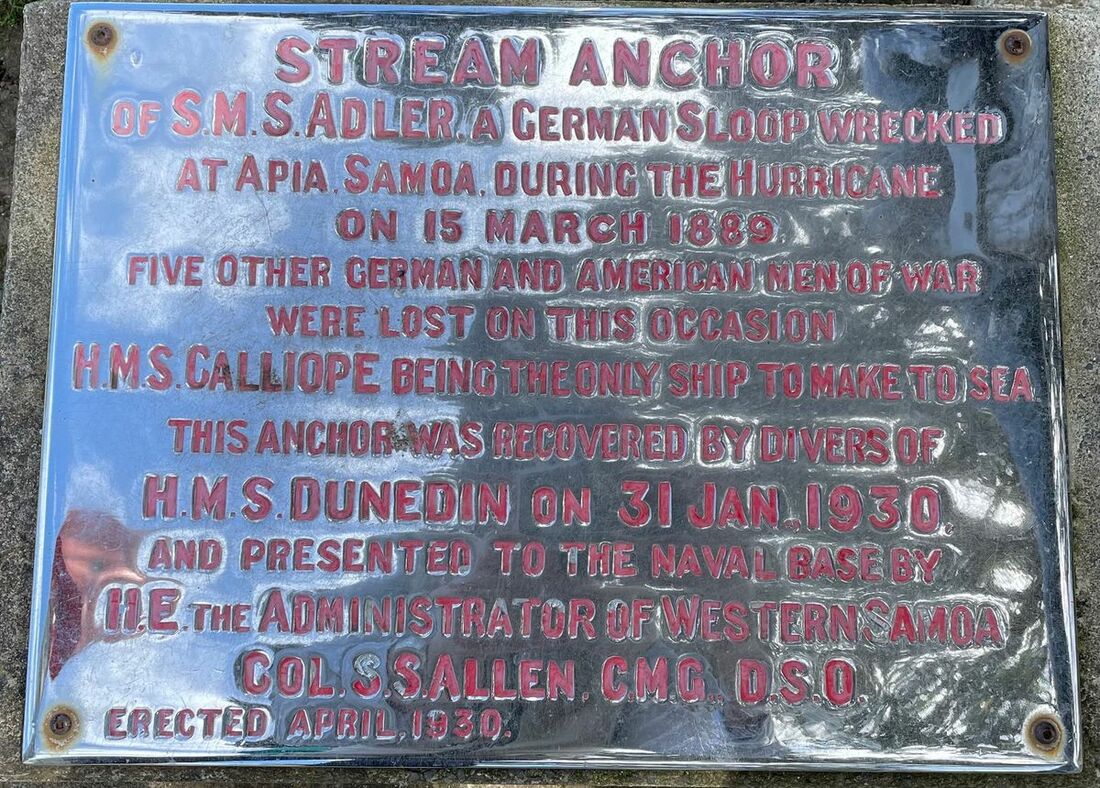 STREAM ANCHOR
OF S.M.S. ADLER. A GERMAN SLOOP WRECKED
AT APIA, SAMOA, DURING THE HURRICANE
ON 15 MARCH 1889.
FIVE OTHER GERMAN AND AMERICAN MEN OF WAR
WERE LOST ON THIS OCCASION
H.M.S. CALLIOPE BEING THE ONLY SHIP TO MAKE TO SEA.
THIS ANCHOR WAS RECOVERED BY DIVERS OF
H.M.S. DUNEDIN ON 31 JAN., 1930.
AND PRESENTED TO THE NAVAL BASE BY
H.E. THE ADMINISTRATOR OF WESTERN SAMOA
COL. S.S. ALLEN, C.M.G., D.S.O.
ERECTED APRIL, 1930.